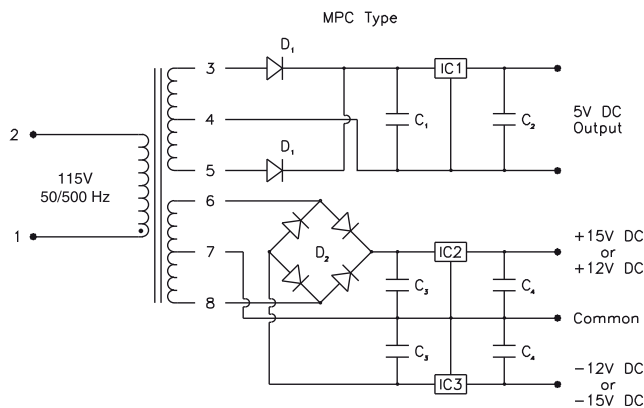 MPC Type
D₁
3
IC1
4
C₁
C₂
5V DC
Output
2
D₁
5
115V
50/500 Hz
1
6
7
D₂
IC2
+15V DC
or
+12V DC
8
C₃
C₄
Common
C₃
C₄
IC3
−12V DC
or
−15V DC